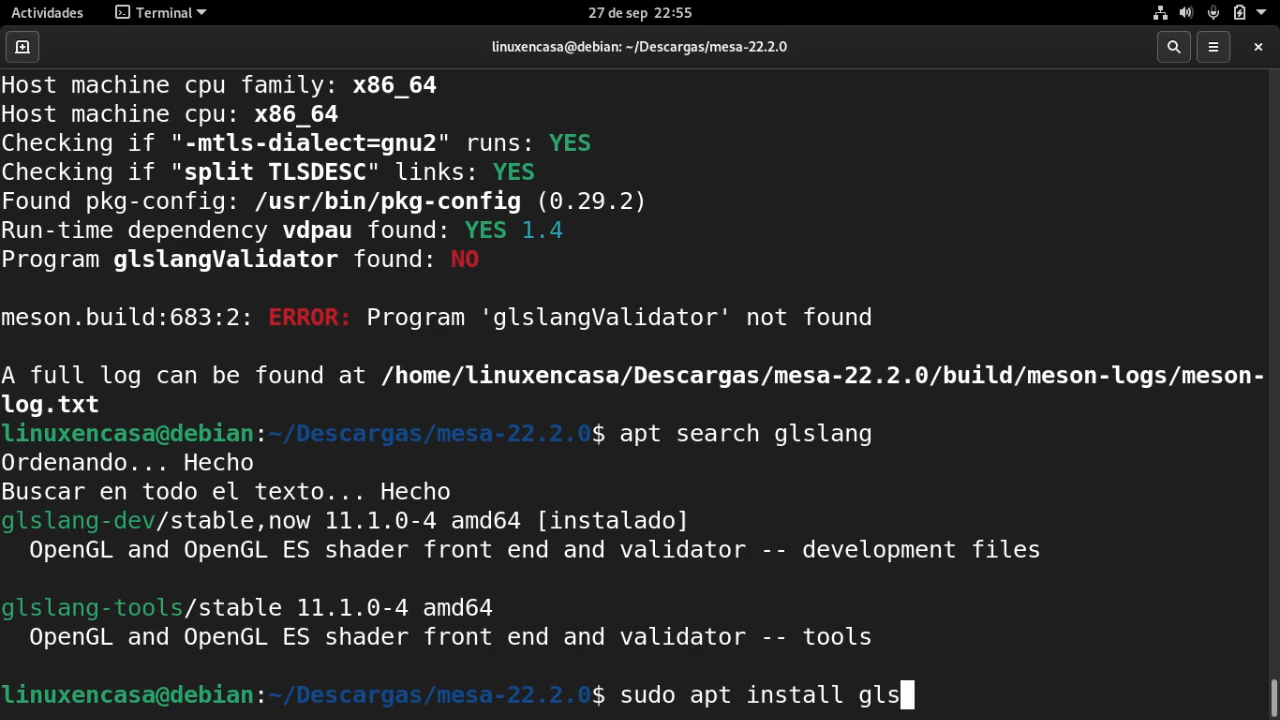 Actividades Terminal 27 de sep 22:55
linuxencasa@debian: ~/Descargas/mesa-22.2.0
Host machine cpu family: x86_64
Host machine cpu: x86_64
Checking if "-mtls-dialect=gnu2" runs: YES
Checking if "split TLSDESC" links: YES
Found pkg-config: /usr/bin/pkg-config (0.29.2)
Run-time dependency vdpau found: YES 1.4
Program glslangValidator found: NO
meson.build:683:2: ERROR: Program 'glslangValidator' not found
A full log can be found at /home/linuxencasa/Descargas/mesa-22.2.0/build/meson-logs/meson-
log.txt
linuxencasa@debian:~/Descargas/mesa-22.2.0$ apt search glslang
Ordenando... Hecho
Buscar en todo el texto... Hecho
glslang-dev/stable,now 11.1.0-4 amd64 [instalado]
OpenGL and OpenGL ES shader front end and validator -- development files
glslang-tools/stable 11.1.0-4 amd64
OpenGL and OpenGL ES shader front end and validator -- tools
linuxencasa@debian:~/Descargas/mesa-22.2.0$ sudo apt install gls